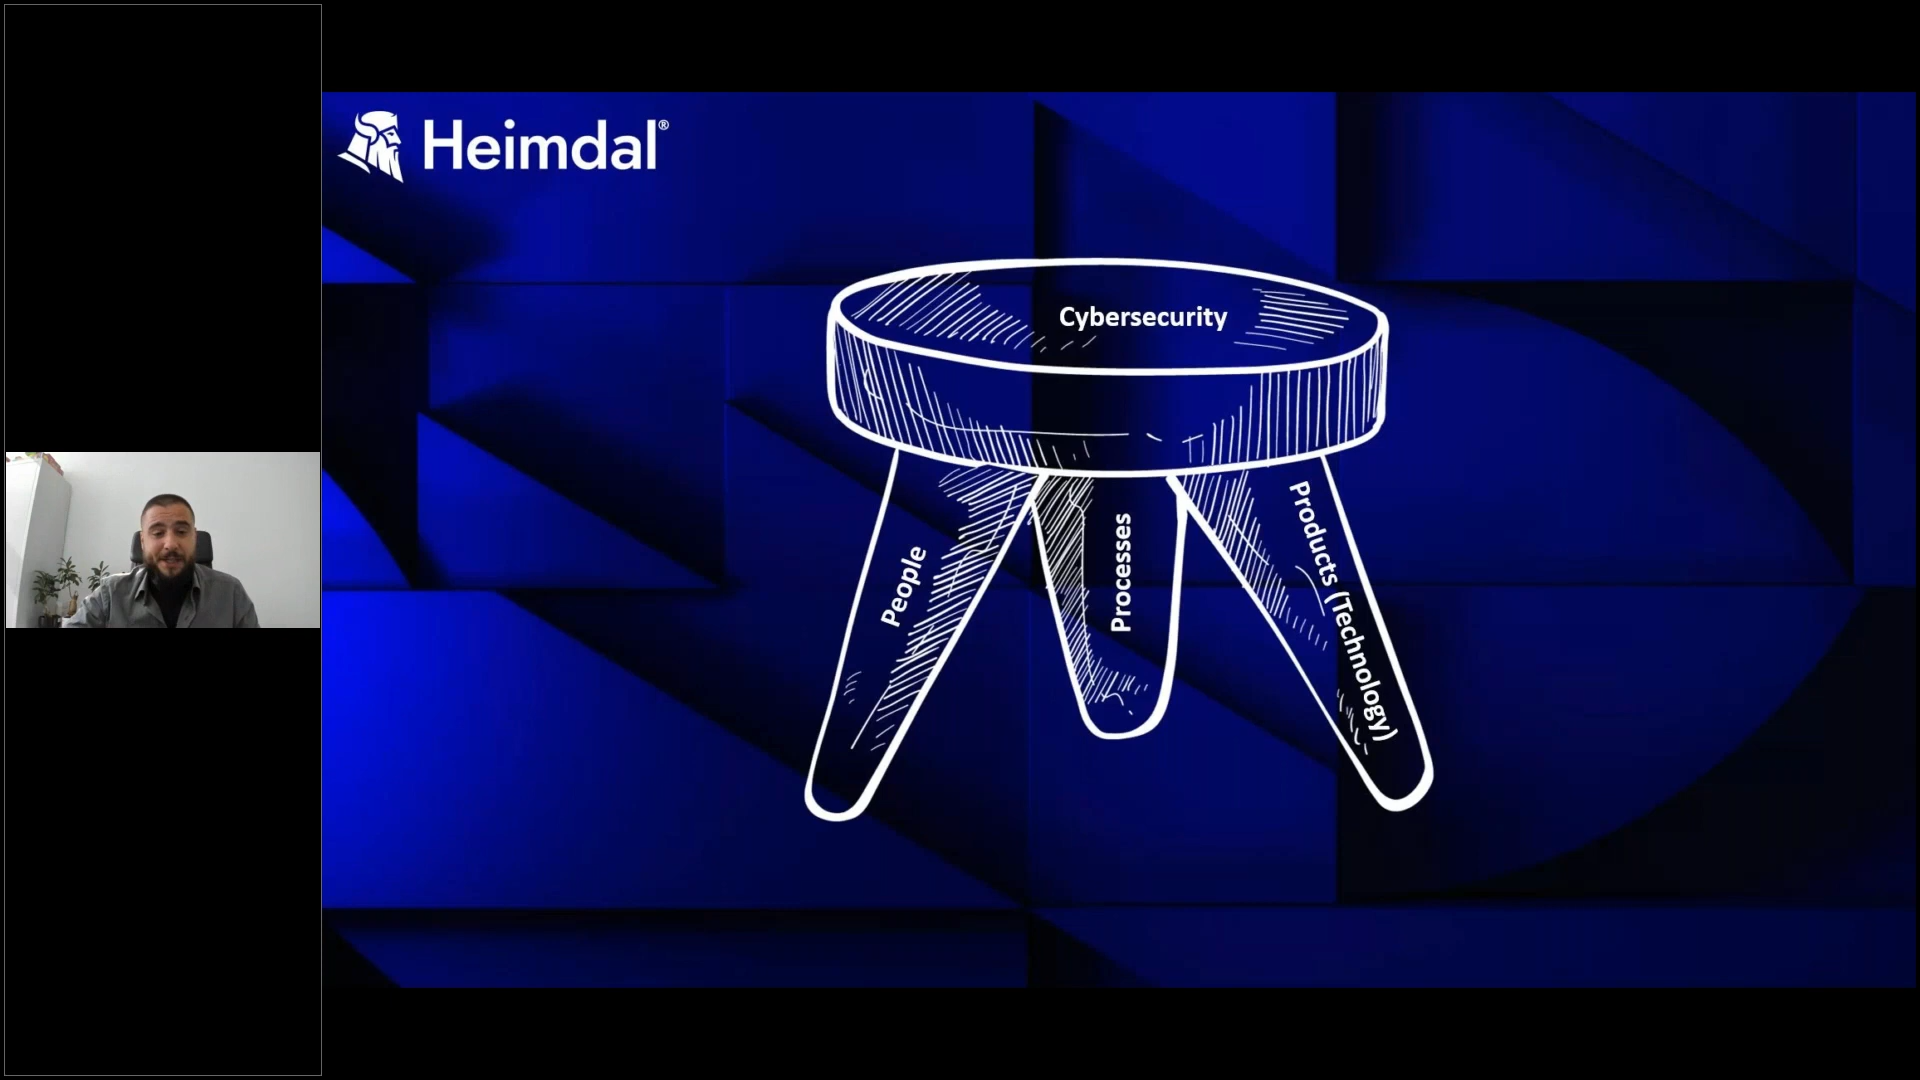 Heimdal®
Cybersecurity
People
Processes
Products (Technology)